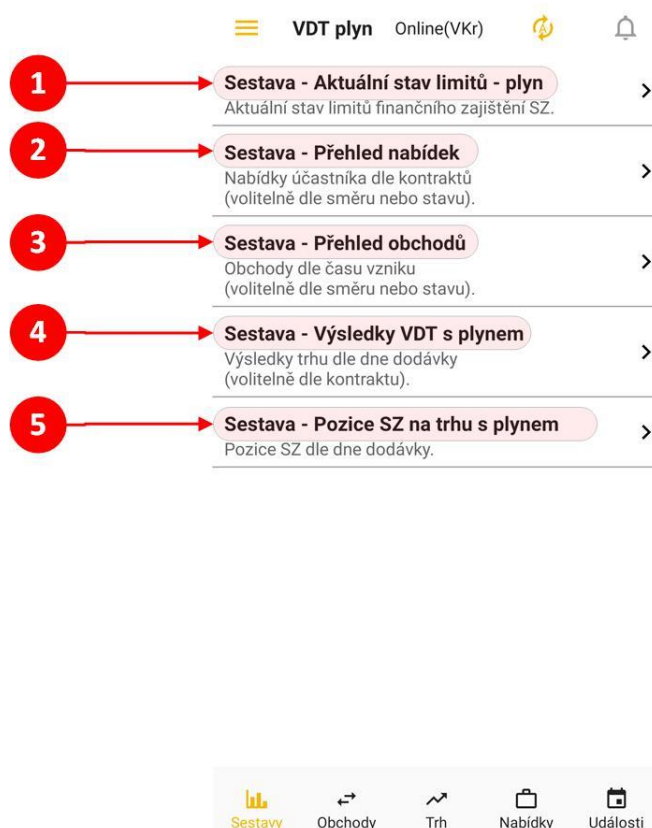 VDT plyn Online(VKr)
1 Sestava - Aktuální stav limitů - plyn
Aktuální stav limitů finančního zajištění SZ.
2 Sestava - Přehled nabídek
Nabídky účastníka dle kontraktů
(volitelně dle směru nebo stavu).
3 Sestava - Přehled obchodů
Obchody dle času vzniku
(volitelně dle směru nebo stavu).
4 Sestava - Výsledky VDT s plynem
Výsledky trhu dle dne dodávky
(volitelně dle kontraktu).
5 Sestava - Pozice SZ na trhu s plynem
Pozice SZ dle dne dodávky.
Sestavy Obchody Trh Nabídky Události